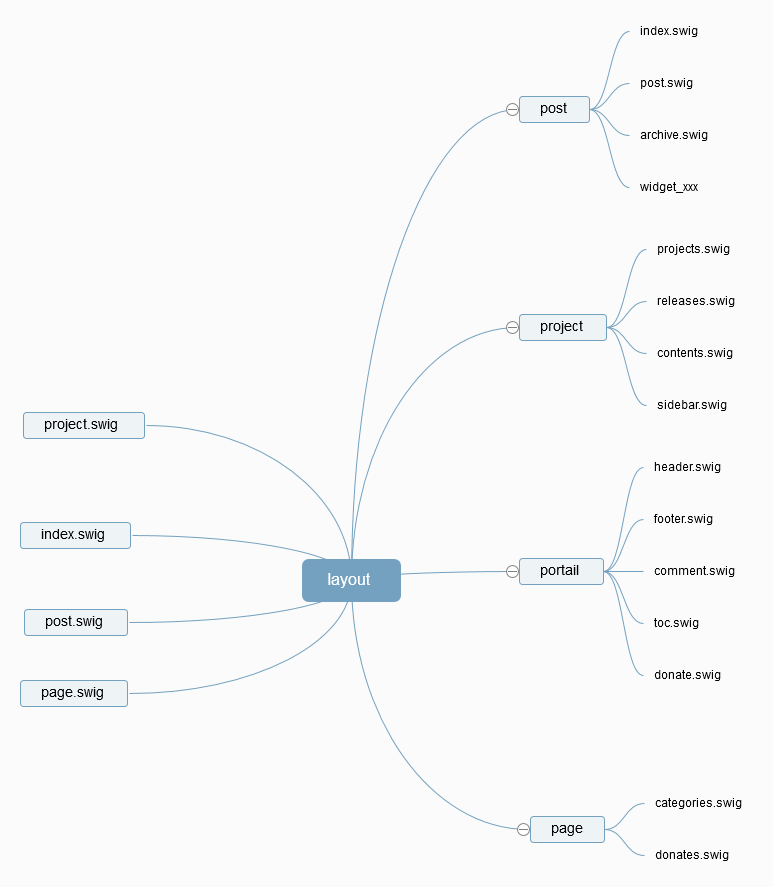 index.swig
post.swig
post
archive.swig
widget_xxx
projects.swig
releases.swig
project
contents.swig
sidebar.swig
project.swig
header.swig
footer.swig
index.swig
layout
portail
comment.swig
post.swig
toc.swig
page.swig
donate.swig
categories.swig
page
donates.swig